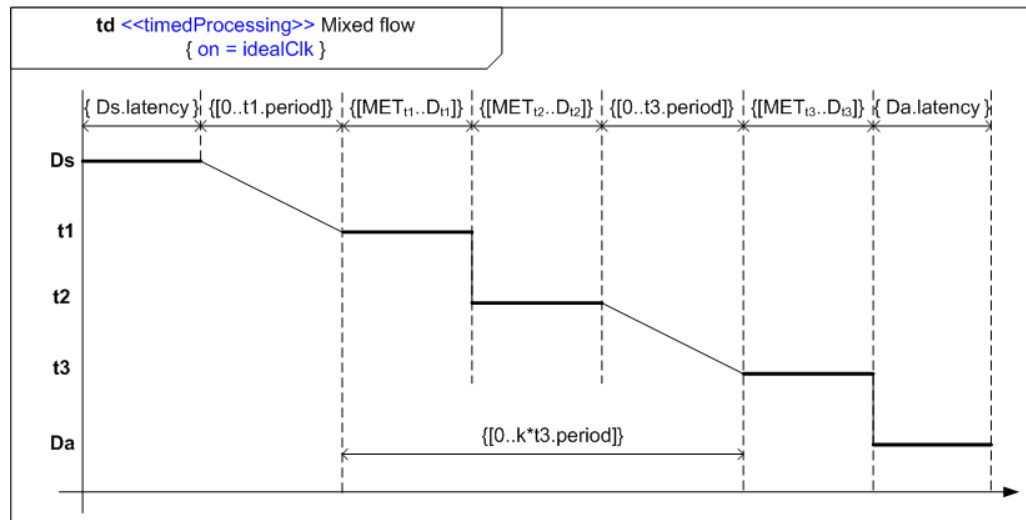 td <<timedProcessing>> Mixed flow
{ on = idealClk }
{ Ds.latency } {[0..t1.period]} {[METt1..Dt1]} {[METt2..Dt2]} {[0..t3.period]} {[METt3..Dt3]} { Da.latency }
Ds
t1
t2
t3
{[0..k*t3.period]}
Da